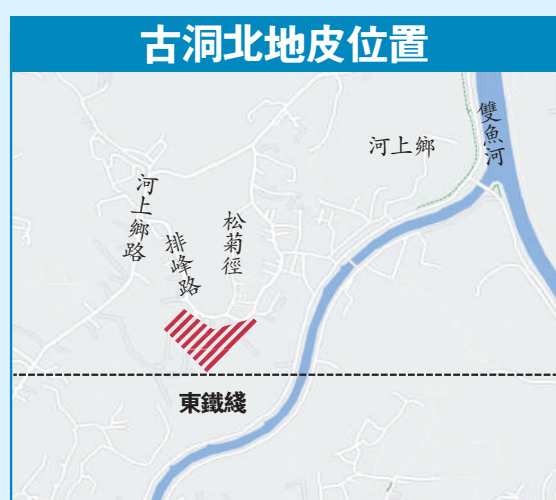 古洞北地皮位置
雙魚河
河上鄉
河上鄉路
松菊徑
排峰路
東鐵綫